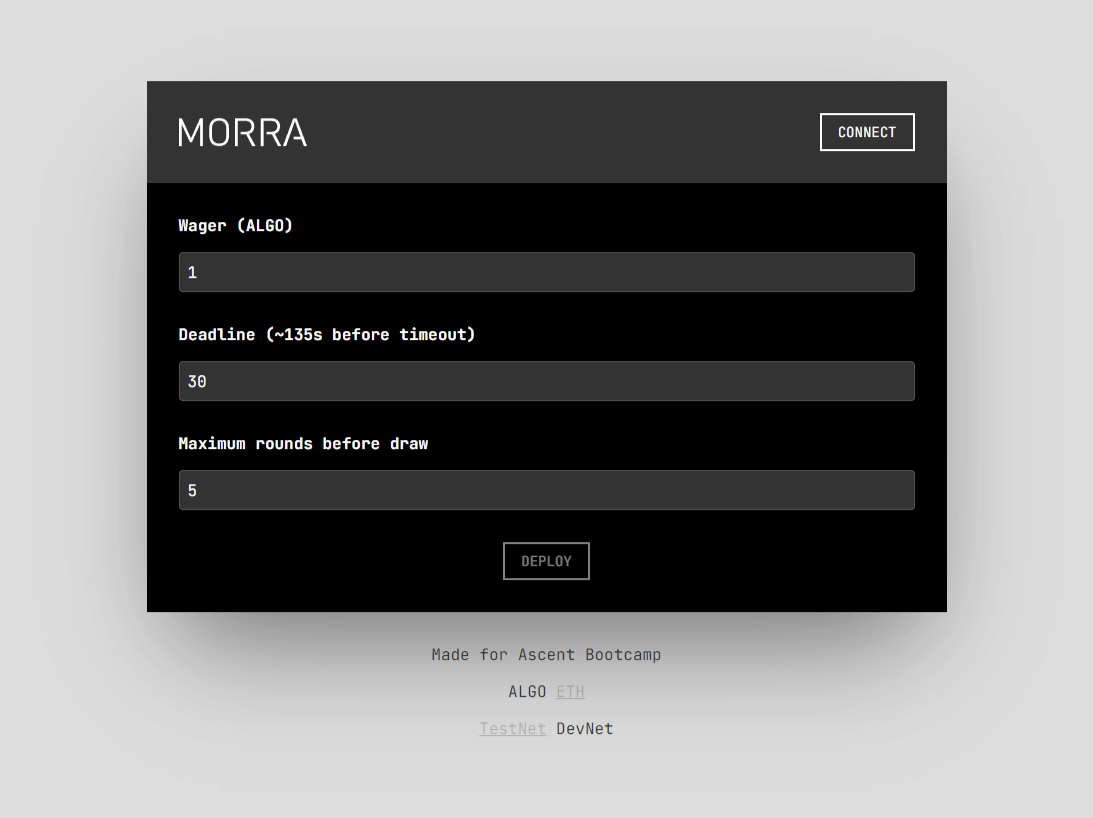 MORRA
CONNECT
Wager (ALGO)
1
Deadline (~135s before timeout)
30
Maximum rounds before draw
5
DEPLOY
Made for Ascent Bootcamp
ALGO ETH
TestNet DevNet